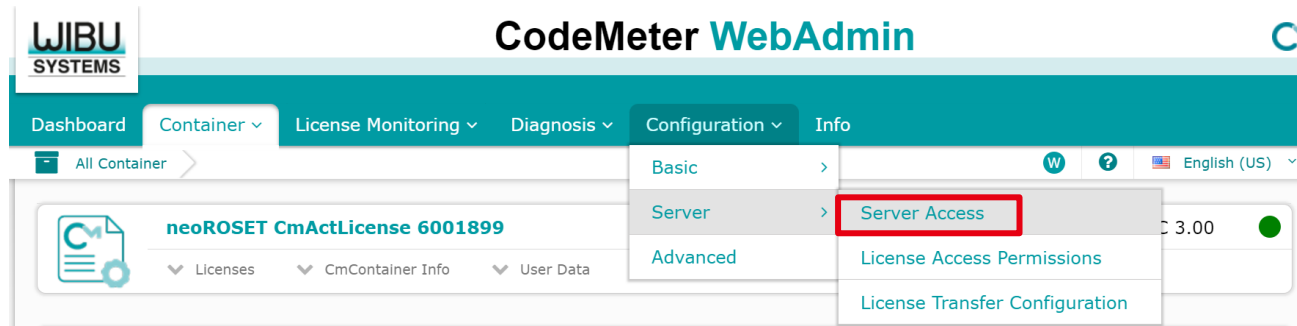 WIBU
SYSTEMS
CodeMeter WebAdmin
Dashboard Container License Monitoring Diagnosis Configuration Info
All Container
W ? English (US)
Basic
Server
Advanced
Server Access
License Access Permissions
License Transfer Configuration
neoROSET CmActLicense 6001899
3.00
Licenses CmContainer Info User Data